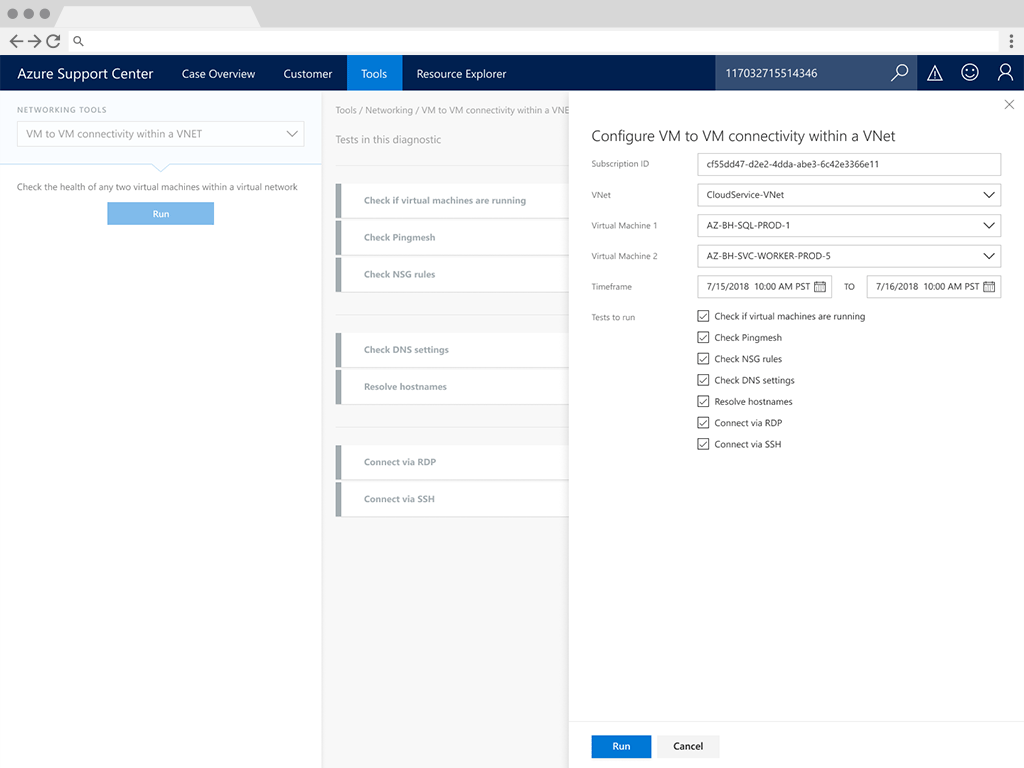 Azure Support Center Case Overview Customer Tools Resource Explorer 117032715514346
NETWORKING TOOLS
VM to VM connectivity within a VNET
Check the health of any two virtual machines within a virtual network
Run
Tools / Networking / VM to VM connectivity within a VNE
Tests in this diagnostic
Check if virtual machines are running
Check Pingmesh
Check NSG rules
Check DNS settings
Resolve hostnames
Connect via RDP
Connect via SSH
Configure VM to VM connectivity within a VNet
Subscription ID cf55dd47-d2e2-4dda-abe3-6c42e3366e11
VNet CloudService-VNet
Virtual Machine 1 AZ-BH-SQL-PROD-1
Virtual Machine 2 AZ-BH-SVC-WORKER-PROD-5
Timeframe 7/15/2018 10:00 AM PST TO 7/16/2018 10:00 AM PST
Tests to run Check if virtual machines are running
Check Pingmesh
Check NSG rules
Check DNS settings
Resolve hostnames
Connect via RDP
Connect via SSH
Run Cancel